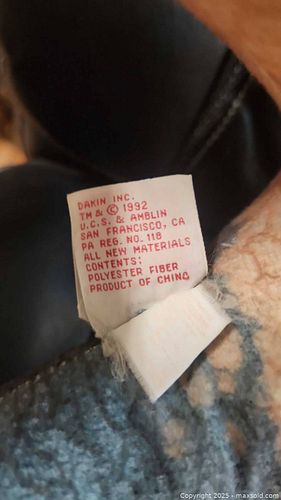 DAKIN INC.
TM & © 1992
U.C.S. & AMBLIN
SAN FRANCISCO, CA
PA REG. NO. 118
ALL NEW MATERIALS
CONTENTS:
POLYESTER FIBER
PRODUCT OF CHINA
Copyright 2025 - maxsold.com